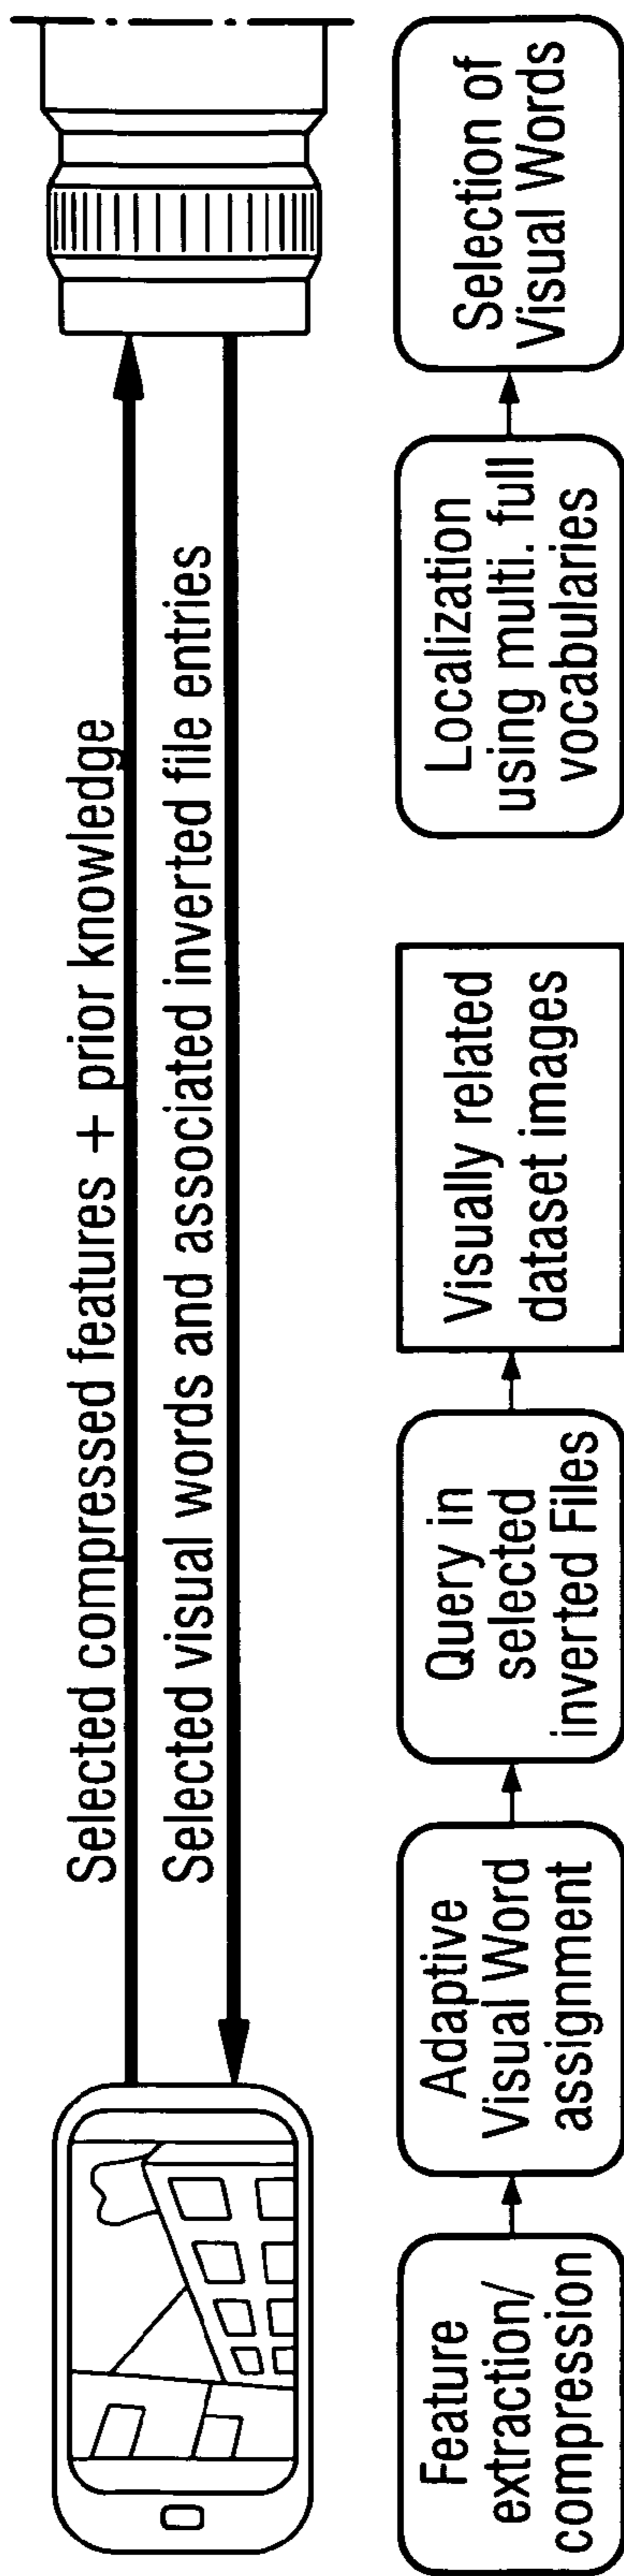 Selected compressed features + prior knowledge
Selected visual words and associated inverted file entries
Feature
extraction/
compression
Adaptive
Visual Word
assignment
Query in
selected
inverted Files
Visually related
dataset images
Localization
using multi. full
vocabularies
Selection of
Visual Words